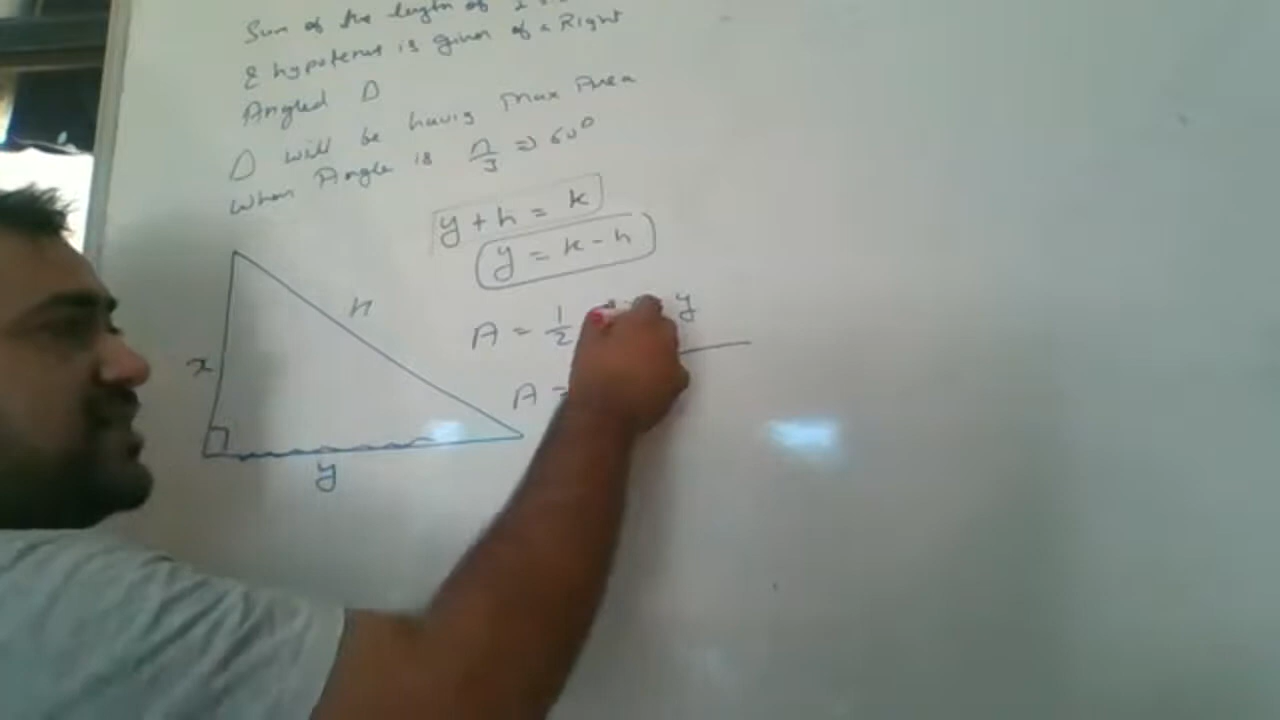 Sum of the length of 1
& hypotenus is given of a Right
Angled Δ
Δ will be having Max Area
When Angle is π/3 ⇒ 60°
y + h = k
y = k - h
h
A = 1/2 y
x
A =
y